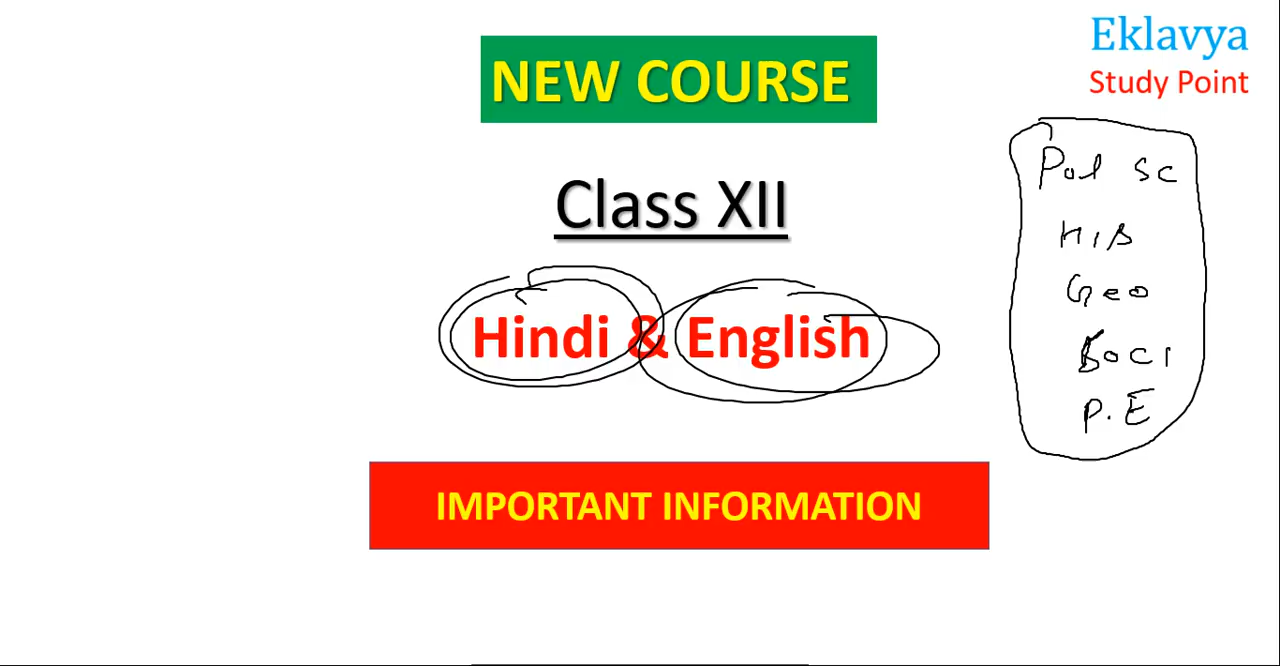 Eklavya
Study Point
NEW COURSE
Class XII
Hindi & English
Pol Sc
HIS
Geo
SOCI
P.E
IMPORTANT INFORMATION